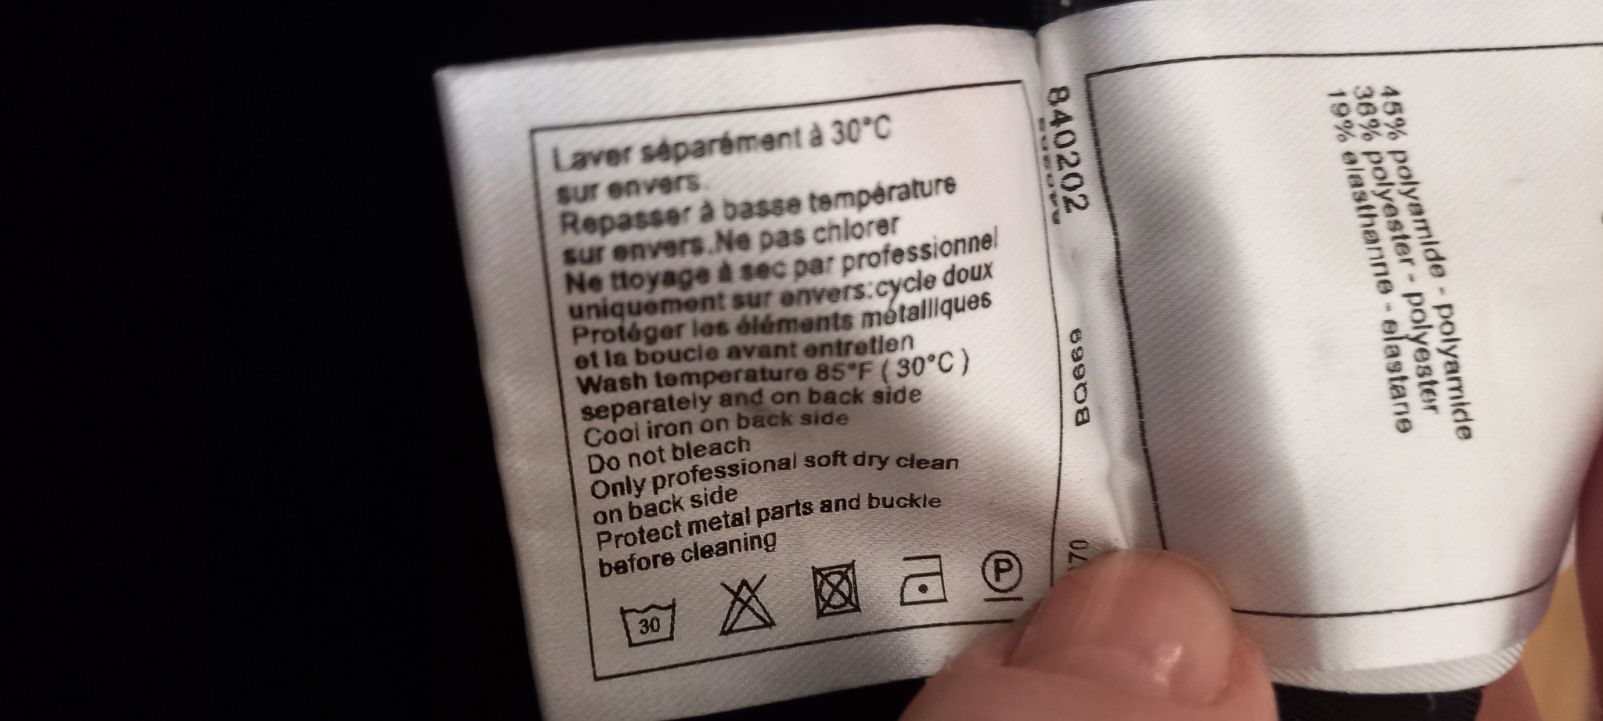 Laver séparément à 30°C
sur envers.
Repasser à basse température
sur envers.Ne pas chlorer
Ne ttoyage à sec par professionnel
uniquement sur envers:cycle doux
Protéger les éléments métalliques
et la boucle avant entretien
Wash temperature 85°F ( 30°C )
separately and on back side
Cool iron on back side
Do not bleach
Only professional soft dry clean
on back side
Protect metal parts and buckle
before cleaning
30
P
840202
45% polyamide - polyamide
36% polyester - polyester
19% elasthanne - elastane